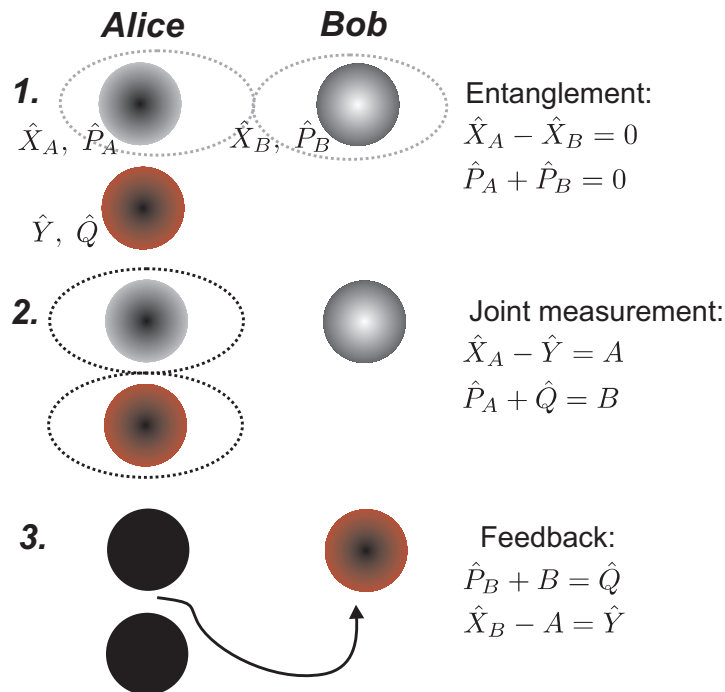 Alice Bob
1.
X̂_A, P̂_A X̂_B, P̂_B
Entanglement:
X̂_A − X̂_B = 0
P̂_A + P̂_B = 0
Ŷ, Q̂
2.
Joint measurement:
X̂_A − Ŷ = A
P̂_A + Q̂ = B
3.
Feedback:
P̂_B + B = Q̂
X̂_B − A = Ŷ